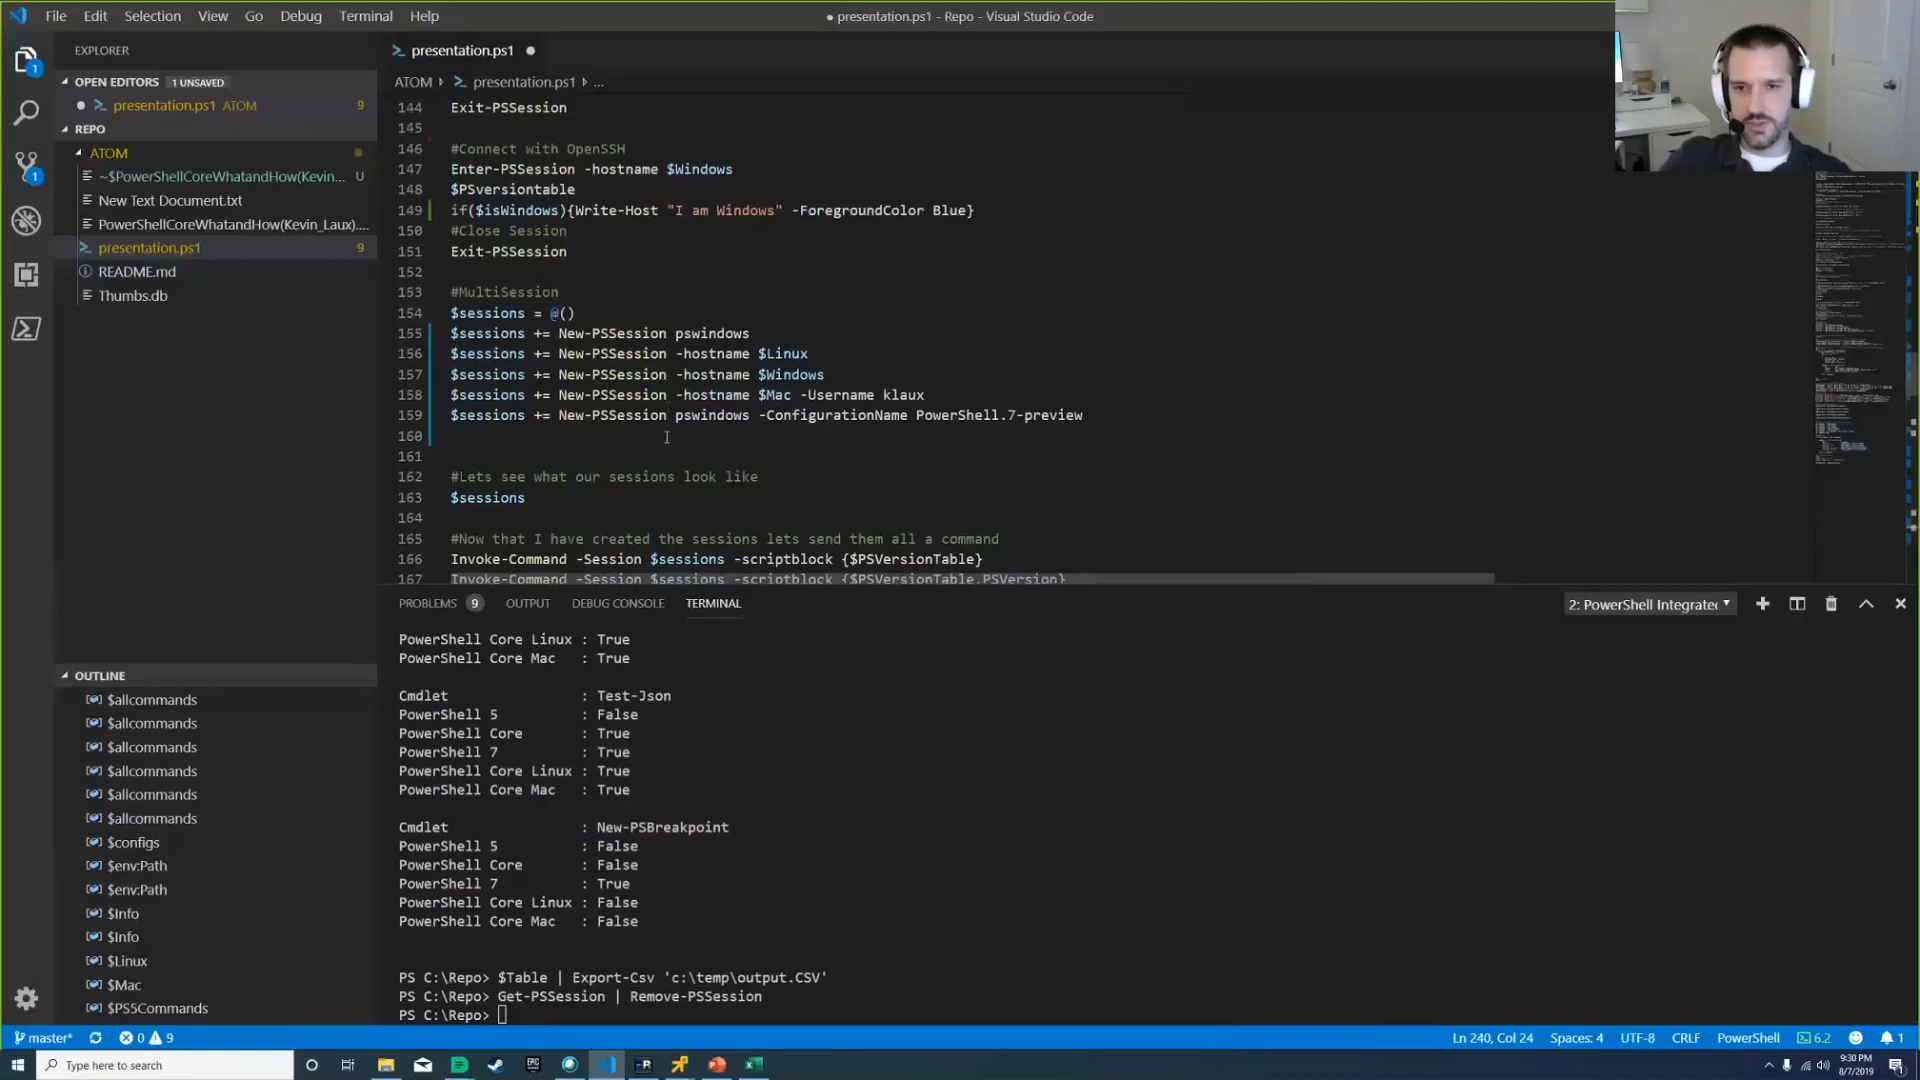 File Edit Selection View Go Debug Terminal Help
● presentation.ps1 - Repo - Visual Studio Code
EXPLORER
OPEN EDITORS 1 UNSAVED
presentation.ps1 ATOM 9
REPO
ATOM
~$PowerShellCoreWhatandHow(Kevin... U
New Text Document.txt
PowerShellCoreWhatandHow(Kevin_Laux)....
presentation.ps1 9
README.md
Thumbs.db
OUTLINE
$allcommands
$allcommands
$allcommands
$allcommands
$allcommands
$allcommands
$configs
$env:Path
$env:Path
$Info
$Info
$Linux
$Mac
$PS5Commands
presentation.ps1
ATOM presentation.ps1 ...
144 Exit-PSSession
145
146 #Connect with OpenSSH
147 Enter-PSSession -hostname $Windows
148 $PSversiontable
149 if($isWindows){Write-Host "I am Windows" -ForegroundColor Blue}
150 #Close Session
151 Exit-PSSession
152
153 #MultiSession
154 $sessions = @()
155 $sessions += New-PSSession pswindows
156 $sessions += New-PSSession -hostname $Linux
157 $sessions += New-PSSession -hostname $Windows
158 $sessions += New-PSSession -hostname $Mac -Username klaux
159 $sessions += New-PSSession pswindows -ConfigurationName PowerShell.7-preview
160
161
162 #Lets see what our sessions look like
163 $sessions
164
165 #Now that I have created the sessions lets send them all a command
166 Invoke-Command -Session $sessions -scriptblock {$PSVersionTable}
167 Invoke-Command -Session $sessions -scriptblock {$PSVersionTable.PSVersion}
PROBLEMS 9 OUTPUT DEBUG CONSOLE TERMINAL
2: PowerShell Integrated
PowerShell Core Linux : True
PowerShell Core Mac : True
Cmdlet : Test-Json
PowerShell 5 : False
PowerShell Core : True
PowerShell 7 : True
PowerShell Core Linux : True
PowerShell Core Mac : True
Cmdlet : New-PSBreakpoint
PowerShell 5 : False
PowerShell Core : False
PowerShell 7 : True
PowerShell Core Linux : False
PowerShell Core Mac : False
PS C:\Repo> $Table | Export-Csv 'c:\temp\output.CSV'
PS C:\Repo> Get-PSSession | Remove-PSSession
PS C:\Repo>
master* 0 9
Ln 240, Col 24 Spaces: 4 UTF-8 CRLF PowerShell 6.2 1
Type here to search
9:30 PM
8/7/2019